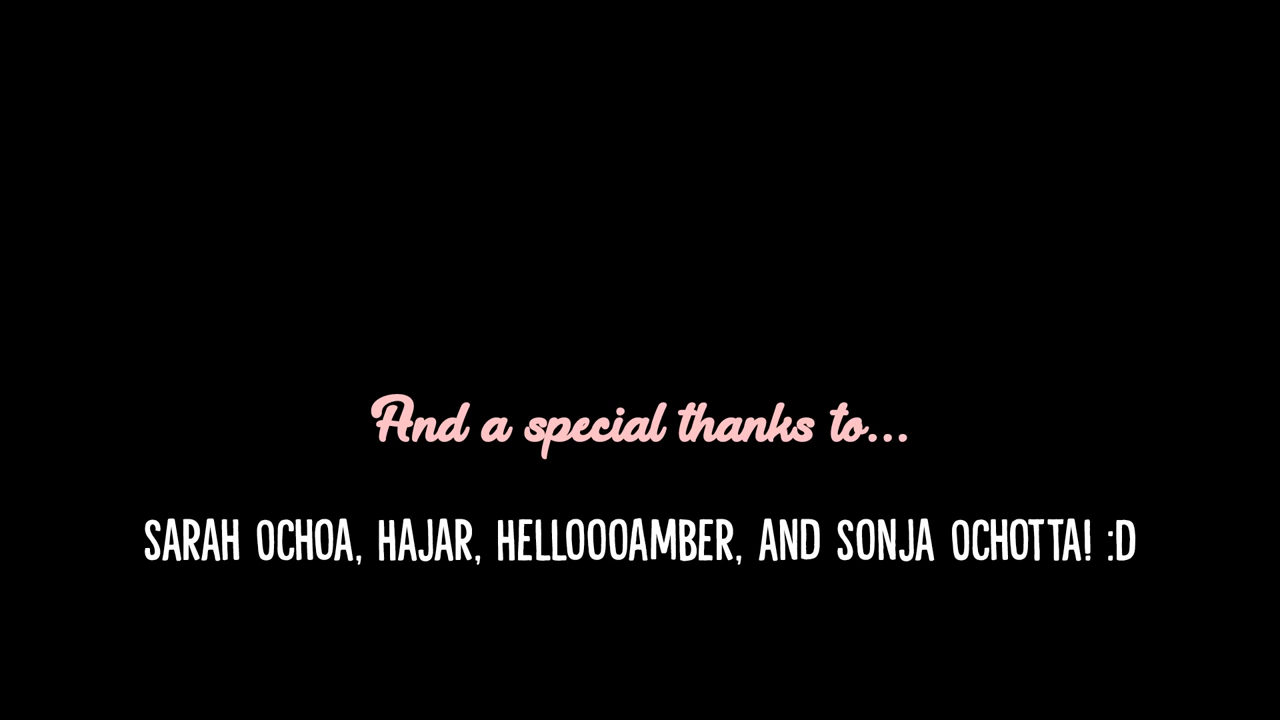 And a special thanks to...
SARAH OCHOA, HAJAR, HELLOOOAMBER, AND SONJA OCHOTTA! :D